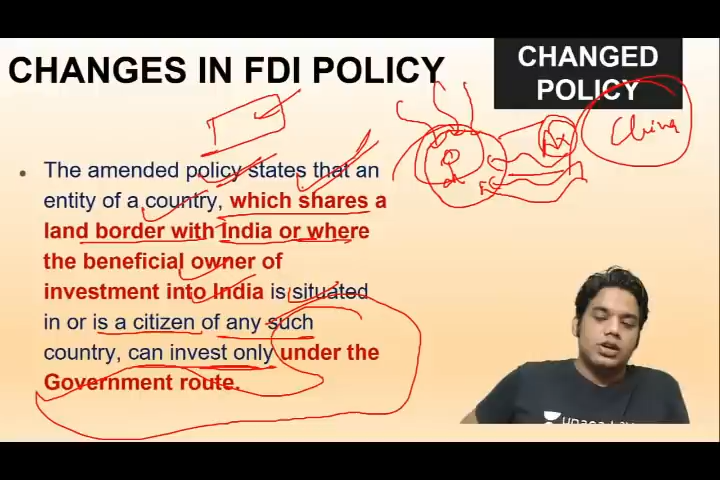 CHANGED
POLICY
CHANGES IN FDI POLICY
China
The amended policy states that an
entity of a country, which shares a
land border with India or where
the beneficial owner of
investment into India is situated
in or is a citizen of any such
country, can invest only under the
Government route.